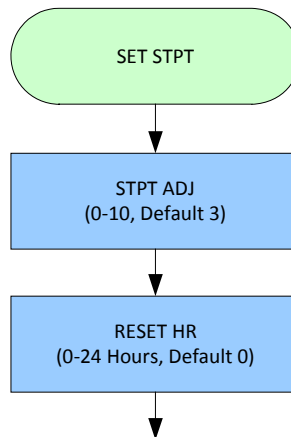 SET STPT
STPT ADJ
(0-10, Default 3)
RESET HR
(0-24 Hours, Default 0)